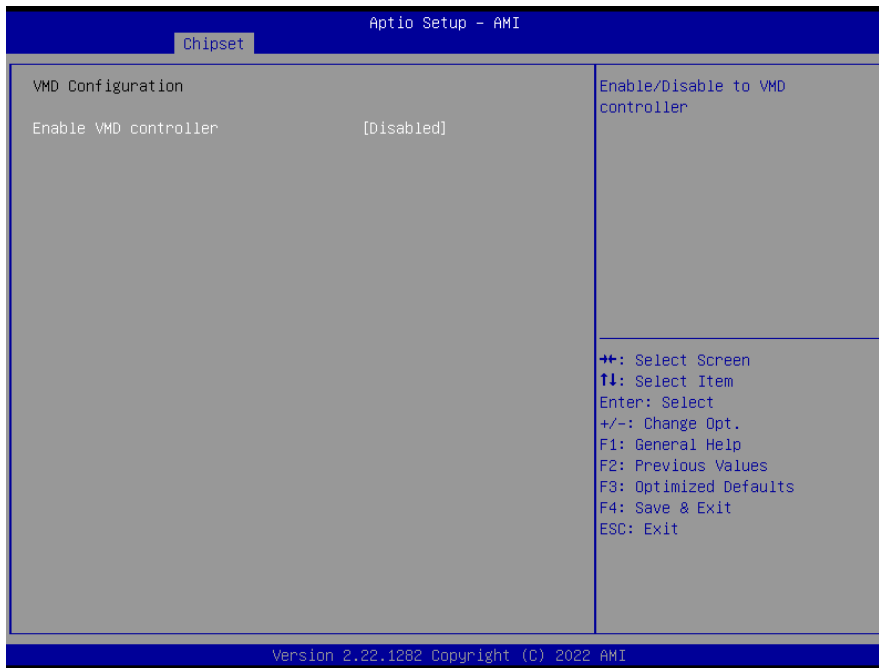 Aptio Setup – AMI
Chipset
VMD Configuration
Enable VMD controller [Disabled]
Enable/Disable to VMD
controller
→←: Select Screen
↑↓: Select Item
Enter: Select
+/-: Change Opt.
F1: General Help
F2: Previous Values
F3: Optimized Defaults
F4: Save & Exit
ESC: Exit
Version 2.22.1282 Copyright (C) 2022 AMI